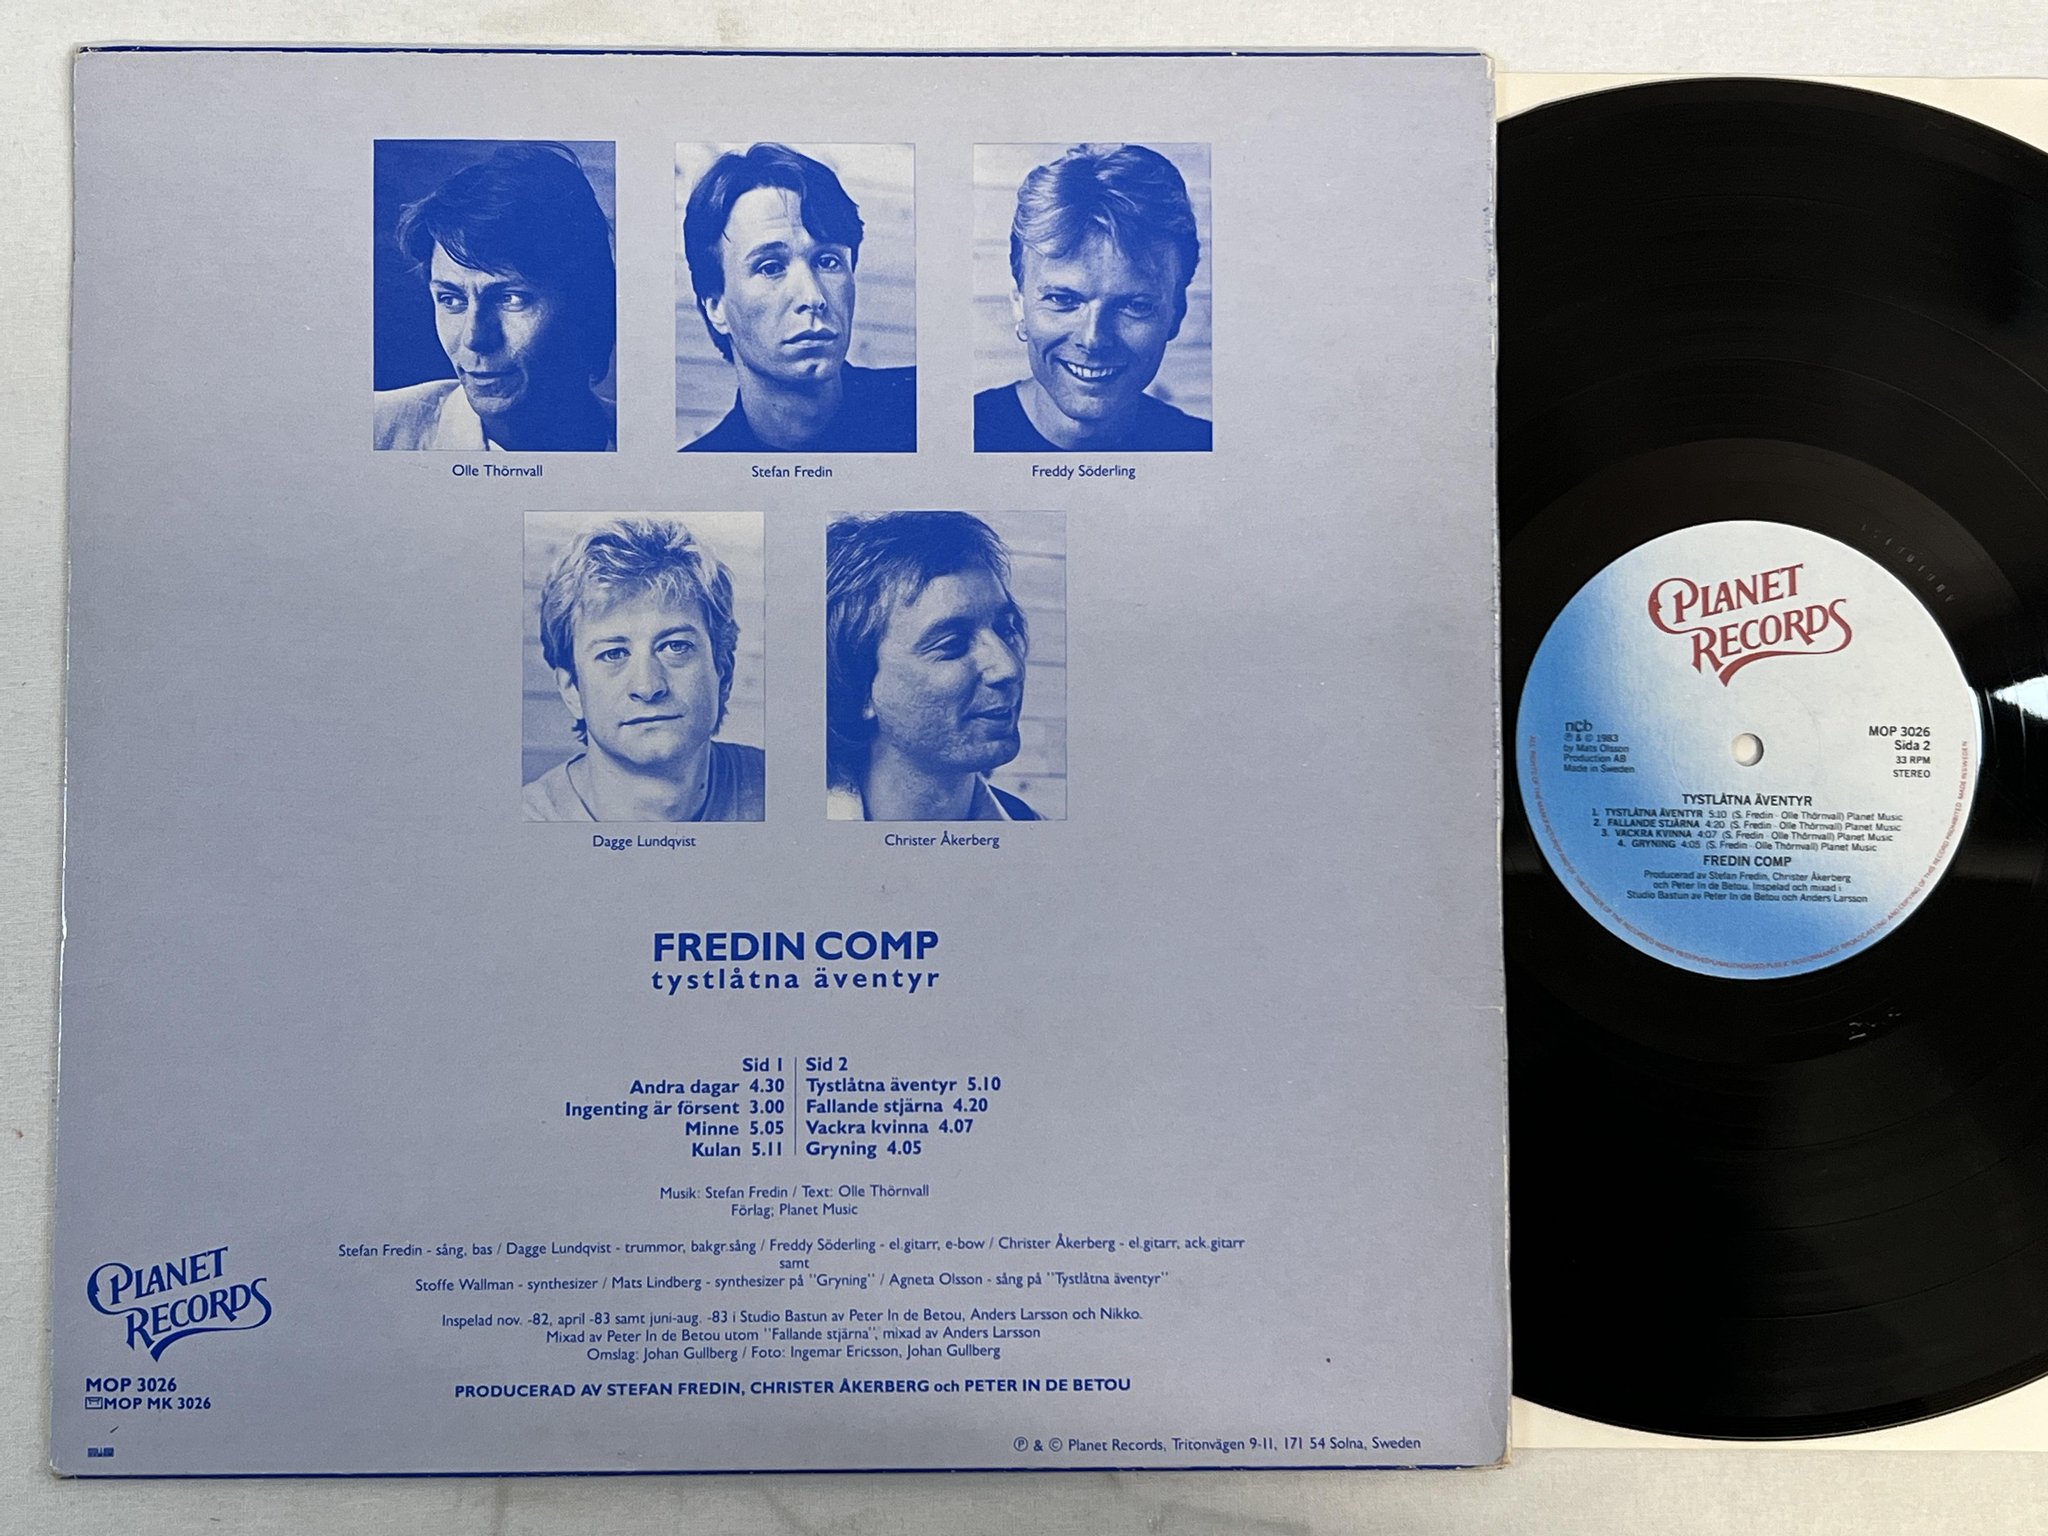 Olle Thörnvall
Stefan Fredin
Freddy Söderling
Dagge Lundqvist
Christer Åkerberg
FREDIN COMP
tystlåtna äventyr
Sid 1
Andra dagar 4.30
Ingenting är försent 3.00
Minne 5.05
Kulan 5.11
Sid 2
Tystlåtna äventyr 5.10
Fallande stjärna 4.20
Vackra kvinna 4.07
Gryning 4.05
Musik: Stefan Fredin / Text: Olle Thörnvall
Förlag; Planet Music
Stefan Fredin - sång, bas / Dagge Lundqvist - trummor, bakgr.sång / Freddy Söderling - el.gitarr, e-bow / Christer Åkerberg - el.gitarr, ack.gitarr
samt
Stoffe Wallman - synthesizer / Mats Lindberg - synthesizer på "Gryning" / Agneta Olsson - sång på "Tystlåtna äventyr"
Inspelad nov. -82, april -83 samt juni-aug. -83 i Studio Bastun av Peter In de Betou, Anders Larsson och Nikko.
Mixad av Peter In de Betou utom "Fallande stjärna", mixad av Anders Larsson
Omslag: Johan Gullberg / Foto: Ingemar Ericsson, Johan Gullberg
PRODUCERAD AV STEFAN FREDIN, CHRISTER ÅKERBERG och PETER IN DE BETOU
PLANET
RECORDS
MOP 3026
MOP MK 3026
Ⓟ & © Planet Records, Tritonvägen 9-11, 171 54 Solna, Sweden
PLANET
RECORDS
ncb
Ⓟ & © 1983
by Mats Olsson
Production AB
Made in Sweden
MOP 3026
Sida 2
33 RPM
STEREO
TYSTLÅTNA ÄVENTYR
1. TYSTLÅTNA ÄVENTYR 5:10 (S. Fredin - Olle Thörnvall) Planet Music
2. FALLANDE STJÄRNA 4:20 (S. Fredin - Olle Thörnvall) Planet Music
3. VACKRA KVINNA 4:07 (S. Fredin - Olle Thörnvall) Planet Music
4. GRYNING 4:05 (S. Fredin - Olle Thörnvall) Planet Music
FREDIN COMP
Producerad av Stefan Fredin, Christer Åkerberg
och Peter In de Betou. Inspelad och mixad i
Studio Bastun av Peter In de Betou och Anders Larsson